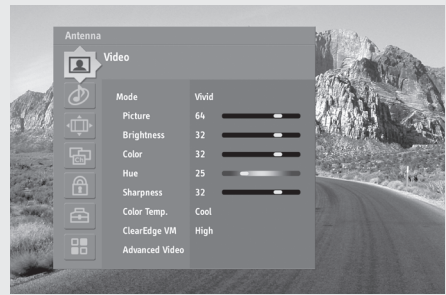 Antenna
Video
Mode Vivid
Picture 64
Brightness 32
Color 32
Hue 25
Sharpness 32
Color Temp. Cool
ClearEdge VM High
Advanced Video